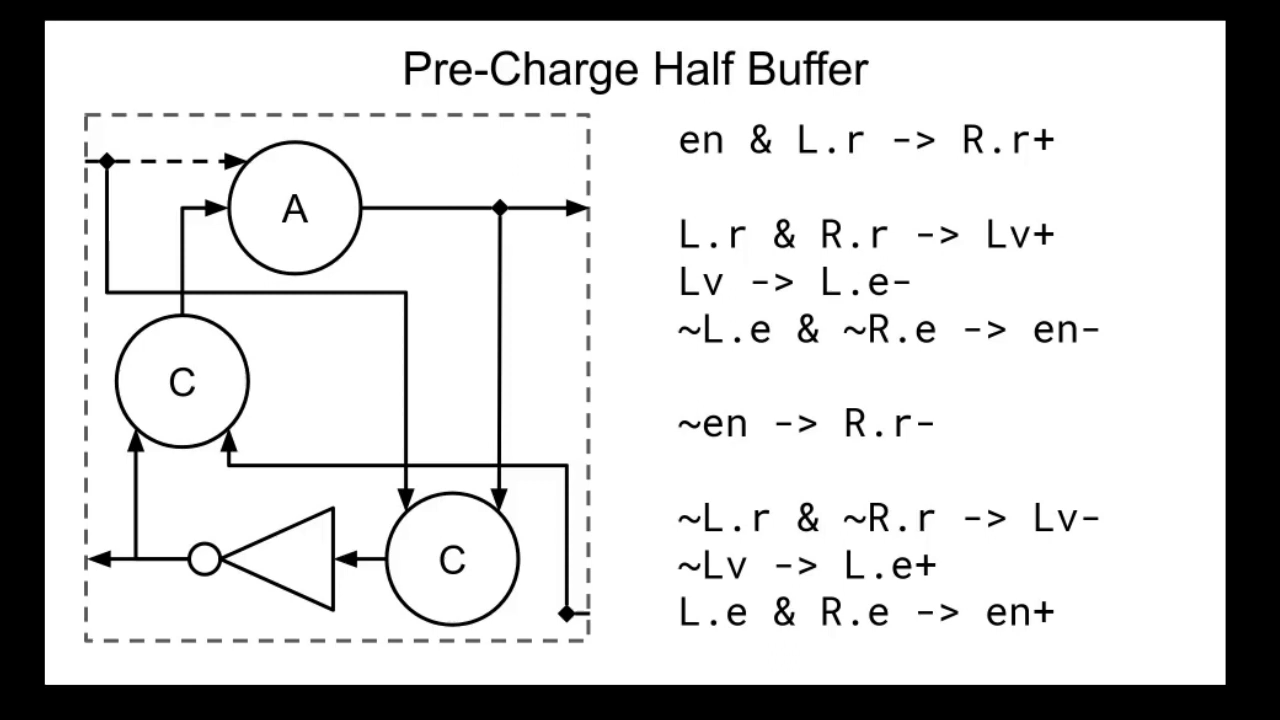 Pre-Charge Half Buffer
A
C
C
en & L.r -> R.r+
L.r & R.r -> Lv+
Lv -> L.e-
~L.e & ~R.e -> en-
~en -> R.r-
~L.r & ~R.r -> Lv-
~Lv -> L.e+
L.e & R.e -> en+